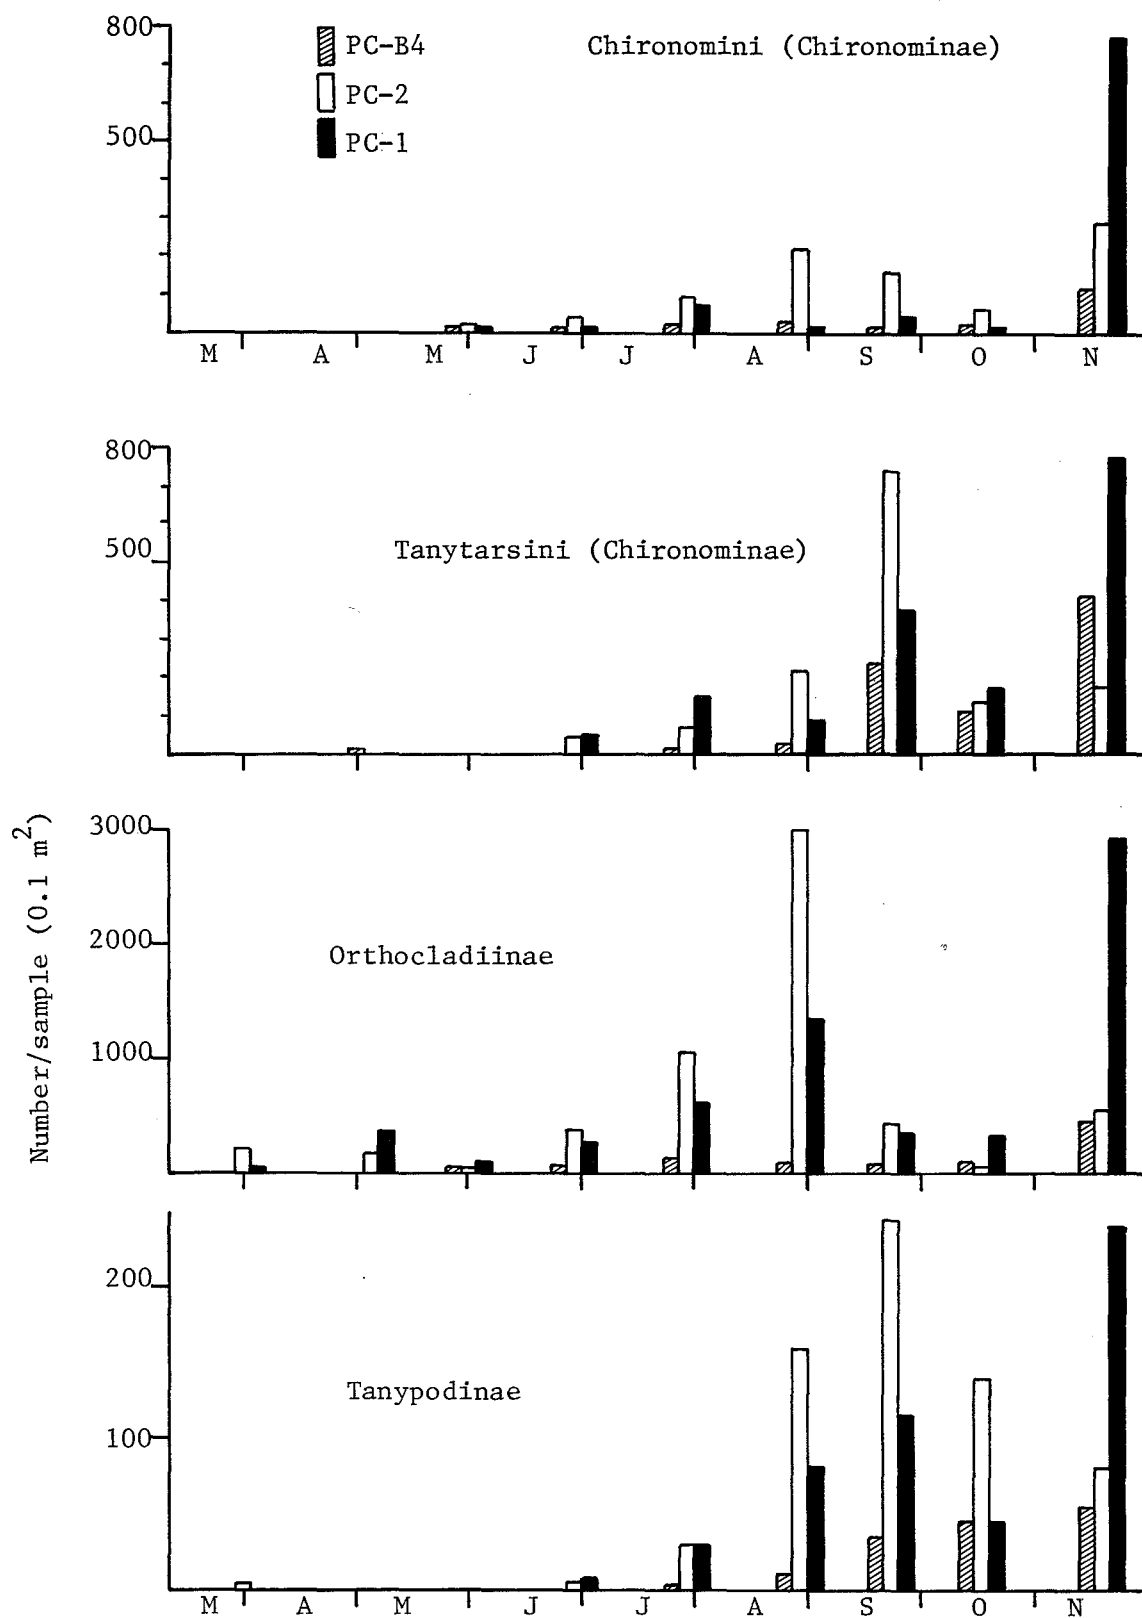 800
PC-B4
Chironomini (Chironominae)
PC-2
500
PC-1
M A M J J A S O N
800
500
Tanytarsini (Chironominae)
Number/sample (0.1 m²)
3000
2000
Orthocladiinae
1000
200
Tanypodinae
100
M A M J J A S O N